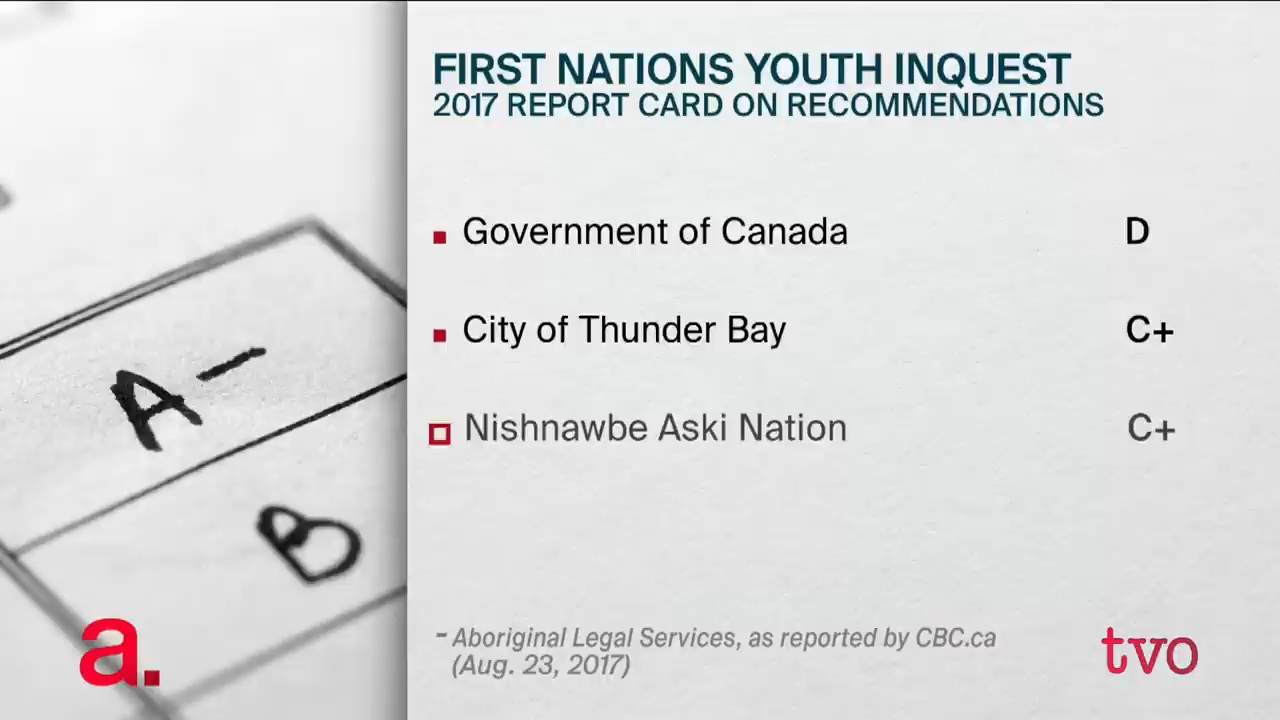 FIRST NATIONS YOUTH INQUEST
2017 REPORT CARD ON RECOMMENDATIONS
Government of Canada D
City of Thunder Bay C+
Nishnawbe Aski Nation C+
A-
B
- Aboriginal Legal Services, as reported by CBC.ca
(Aug. 23, 2017)
a.
tvo